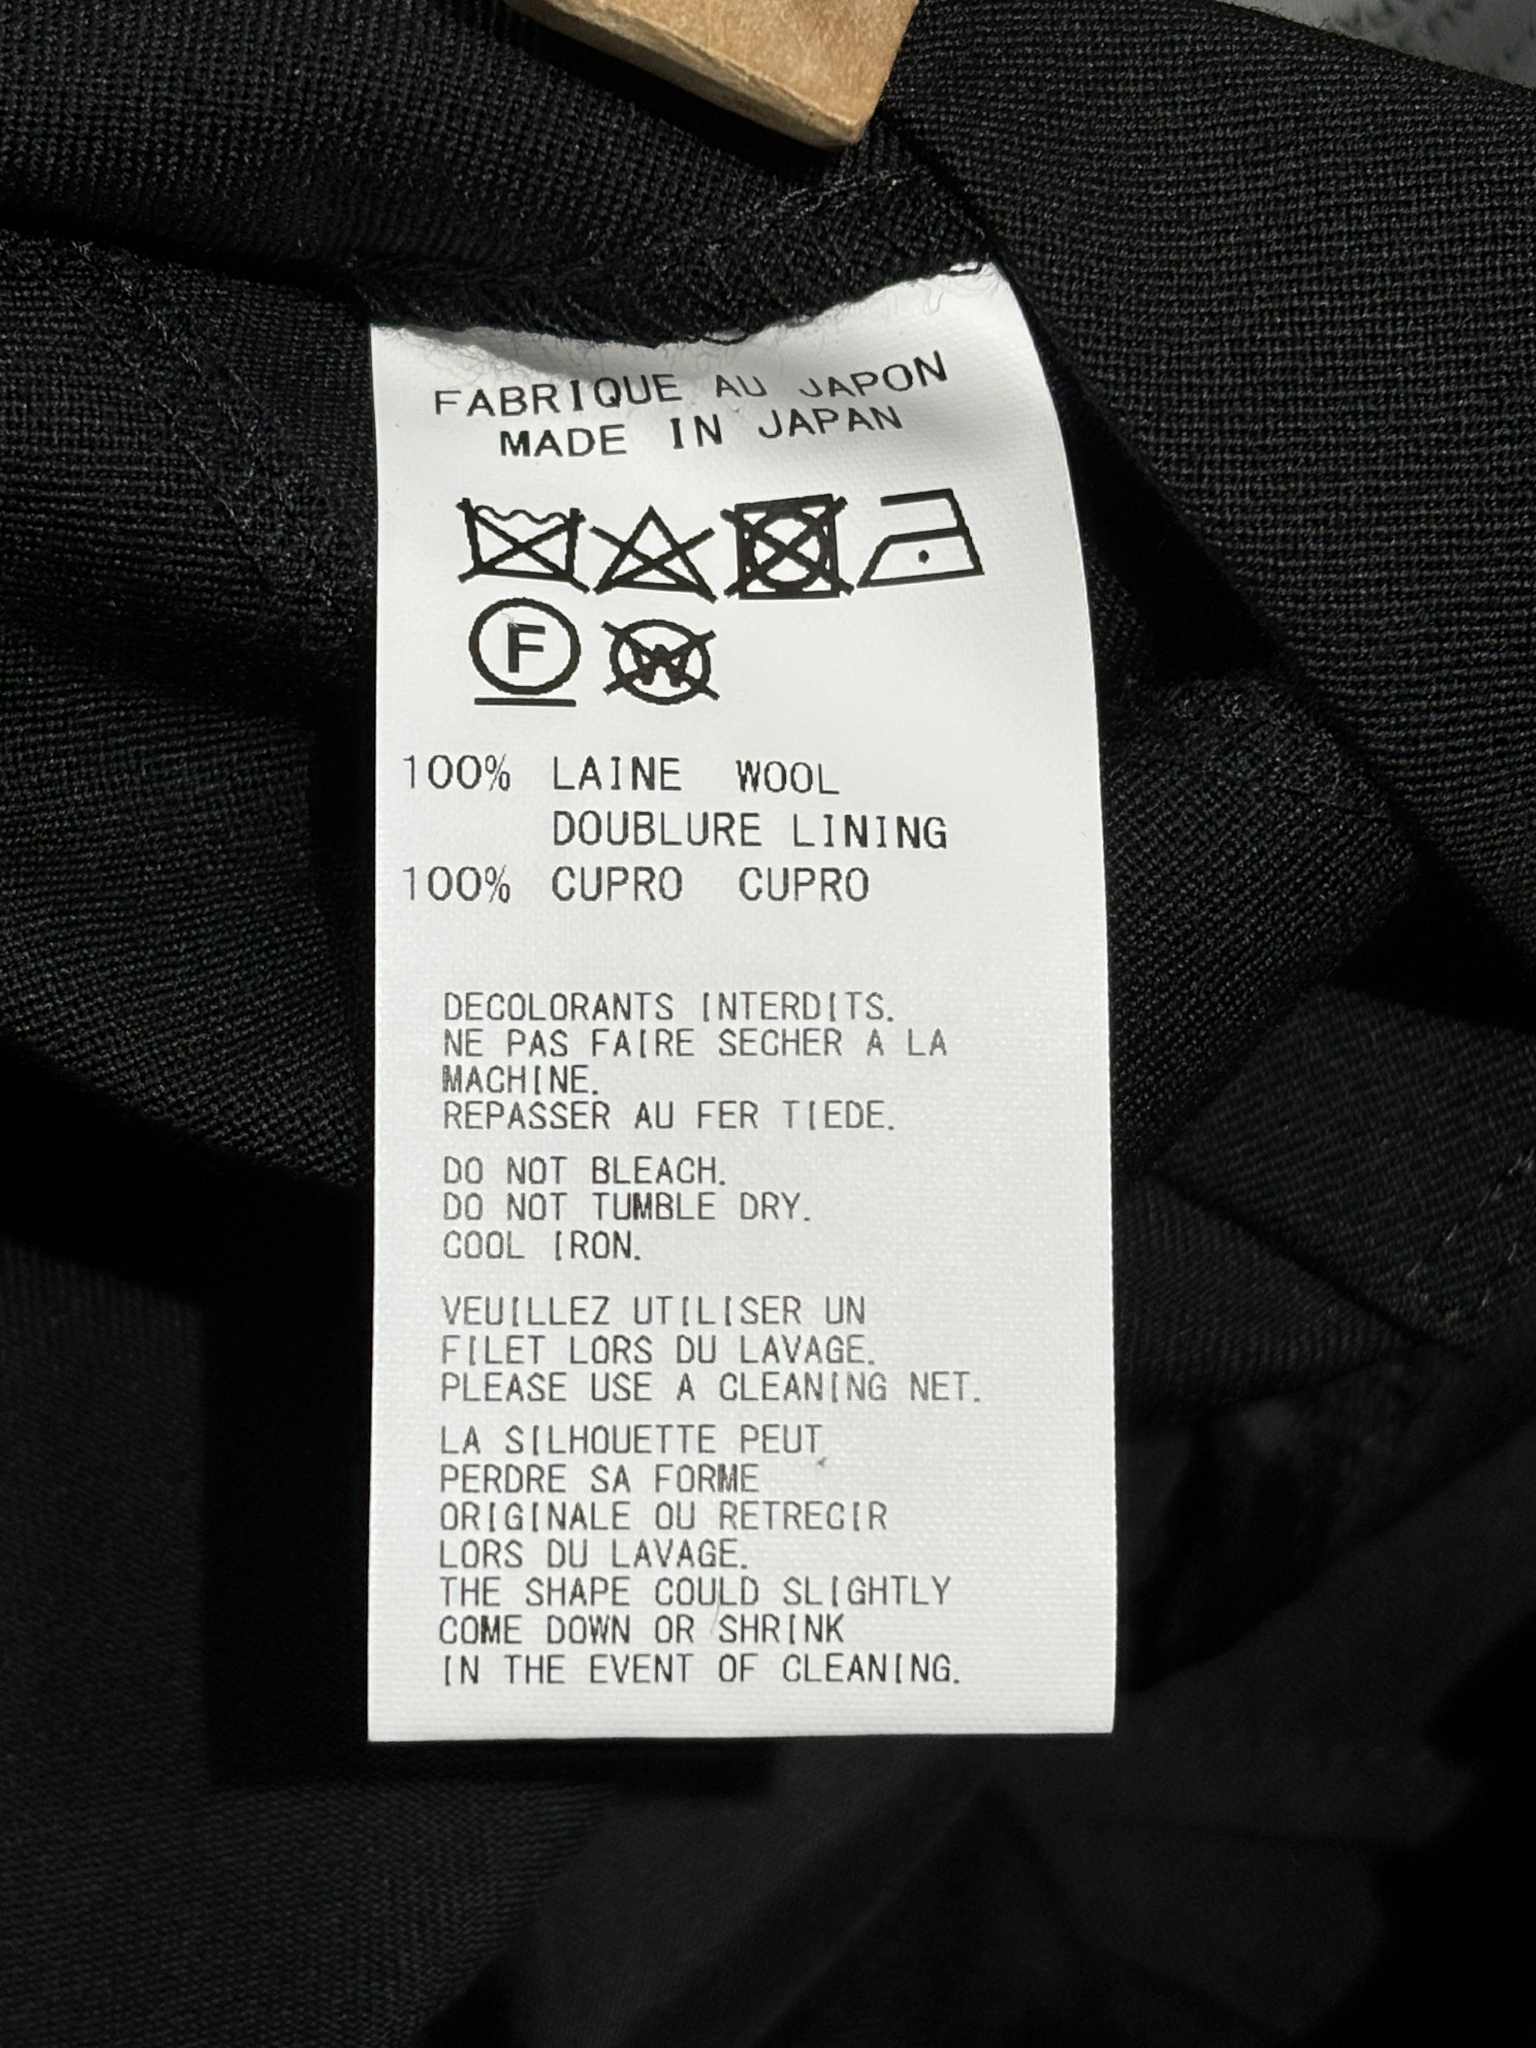 FABRIQUE AU JAPON
MADE IN JAPAN
F W
100% LAINE WOOL
DOUBLURE LINING
100% CUPRO CUPRO
DECOLORANTS INTERDITS.
NE PAS FAIRE SECHER A LA
MACHINE.
REPASSER AU FER TIEDE.
DO NOT BLEACH.
DO NOT TUMBLE DRY.
COOL IRON.
VEUILLEZ UTILISER UN
FILET LORS DU LAVAGE.
PLEASE USE A CLEANING NET.
LA SILHOUETTE PEUT
PERDRE SA FORME
ORIGINALE OU RETRECIR
LORS DU LAVAGE.
THE SHAPE COULD SLIGHTLY
COME DOWN OR SHRINK
IN THE EVENT OF CLEANING.